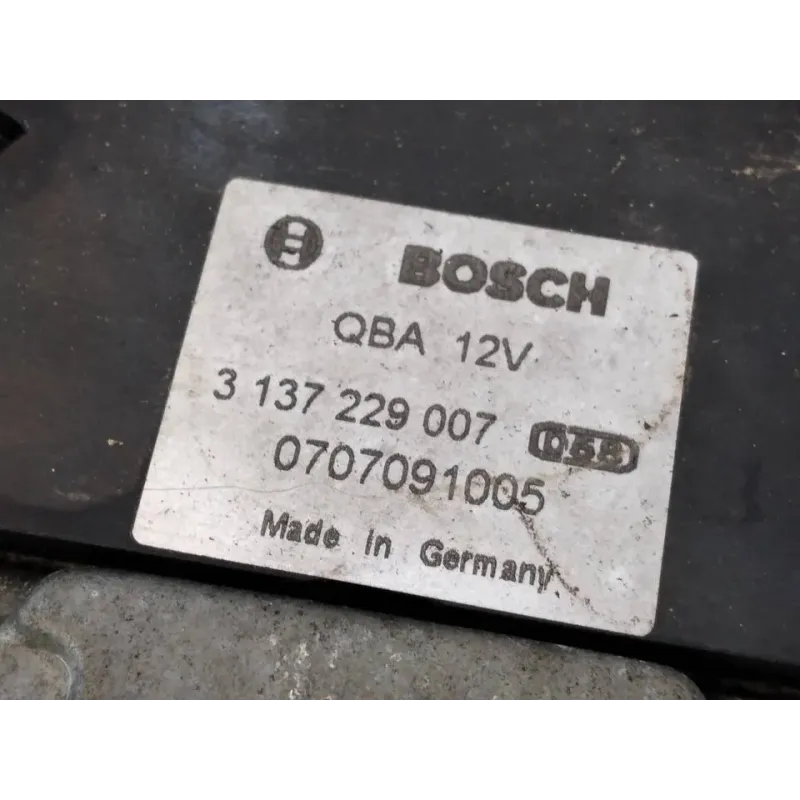 BOSCH
QBA 12V
3 137 229 007
0707091005
Made in Germany